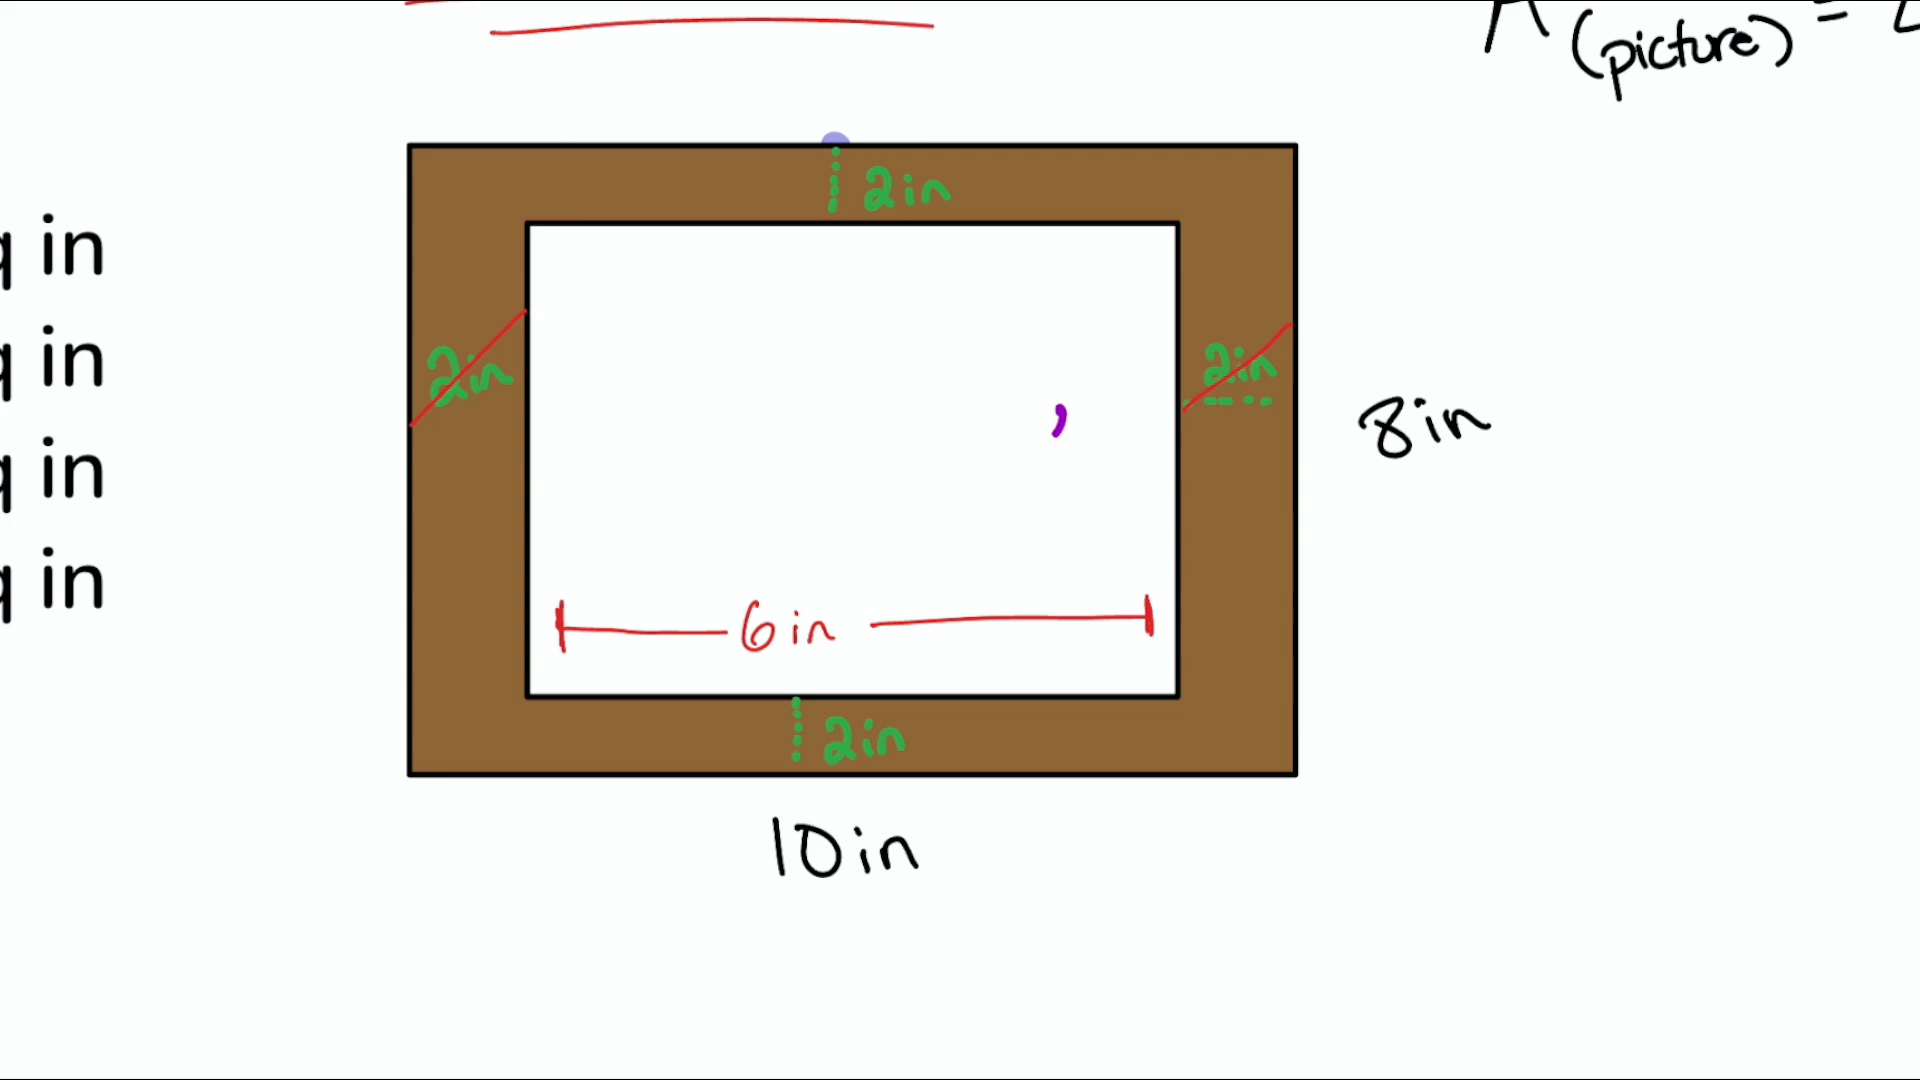 (picture) =
2in
in
in
2in
2in
8in
in
in
6in
2in
10in